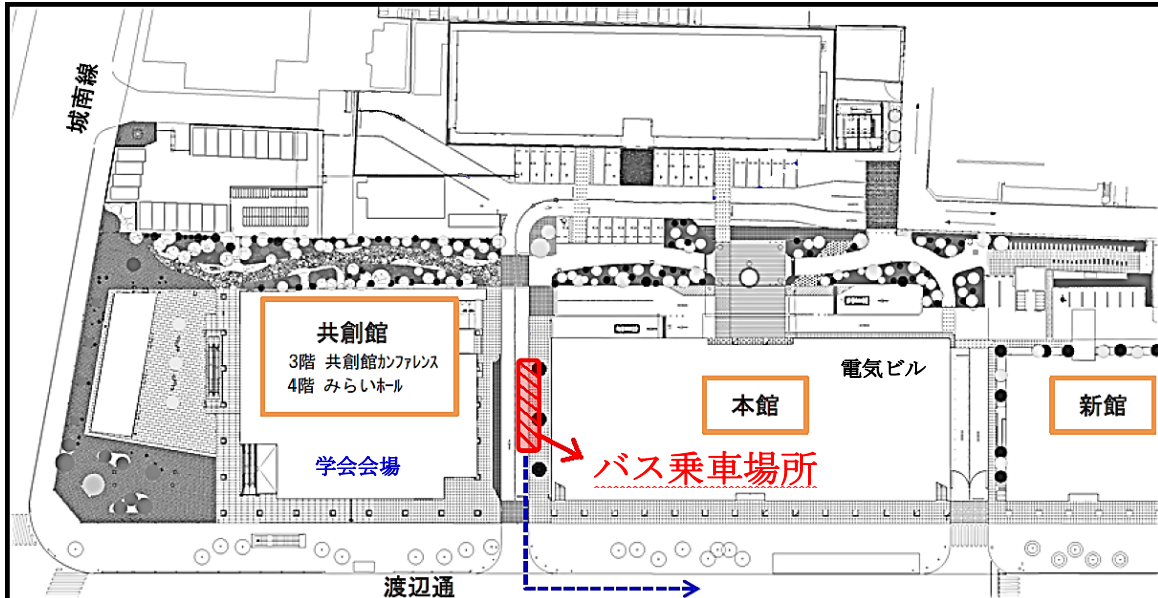 城南線
共創館
3階 共創館カンファレンス
4階 みらいホール
学会会場
電気ビル
本館
新館
バス乗車場所
渡辺通